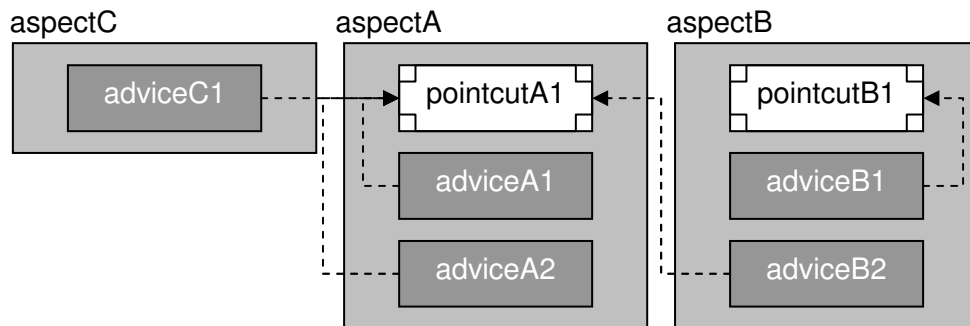 aspectC
aspectA
aspectB
adviceC1
pointcutA1
pointcutB1
adviceA1
adviceB1
adviceA2
adviceB2